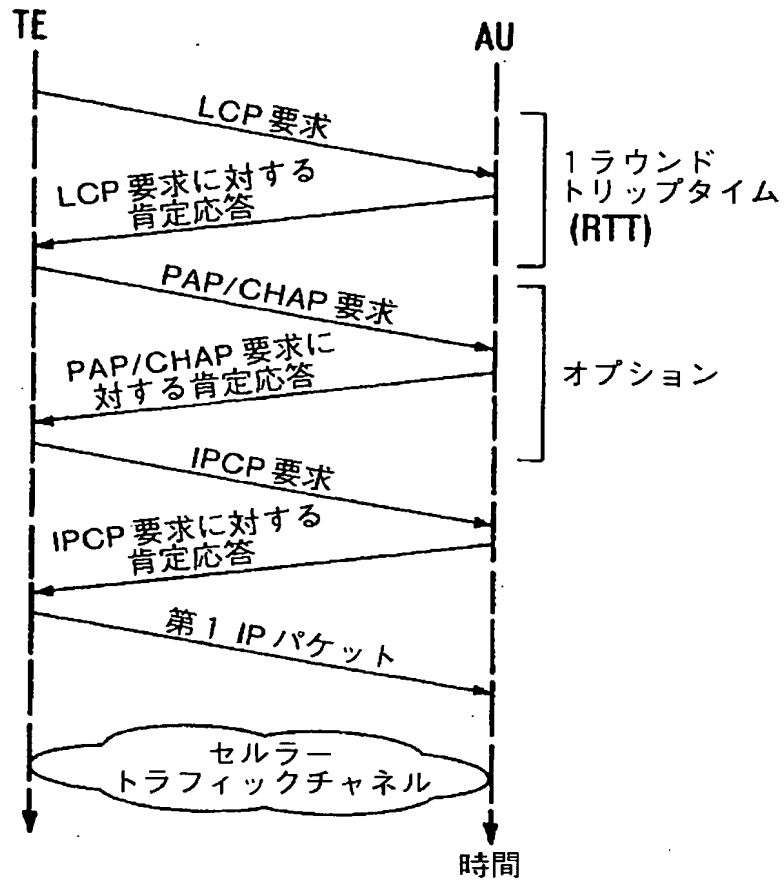 TE
AU
LCP 要求
1 ラウンド
トリップタイム
(RTT)
LCP 要求に対する
肯定応答
PAP/CHAP 要求
PAP/CHAP 要求に
対する肯定応答
オプション
IPCP 要求
IPCP 要求に対する
肯定応答
第 1 IP パケット
セルラー
トラフィックチャネル
時間